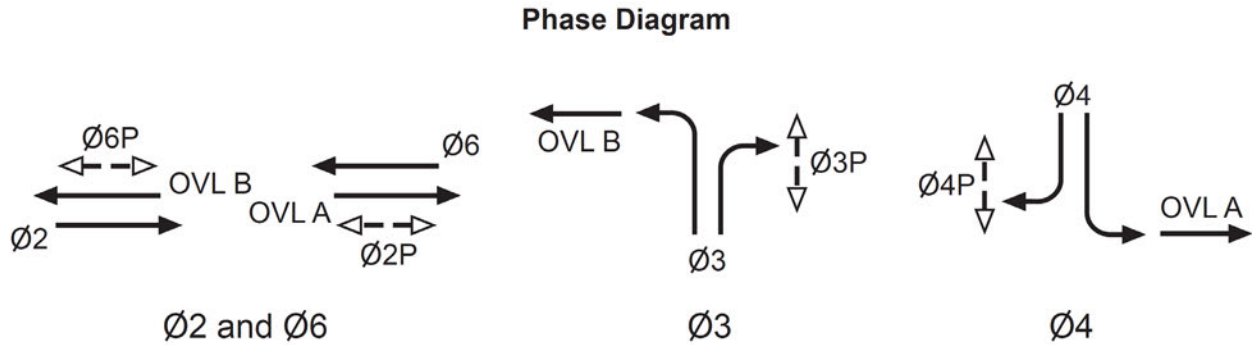 Phase Diagram
Ø6P
OVL B
Ø2
Ø6
OVL A
Ø2P
Ø2 and Ø6
OVL B
Ø3P
Ø3
Ø3
Ø4
Ø4P
OVL A
Ø4